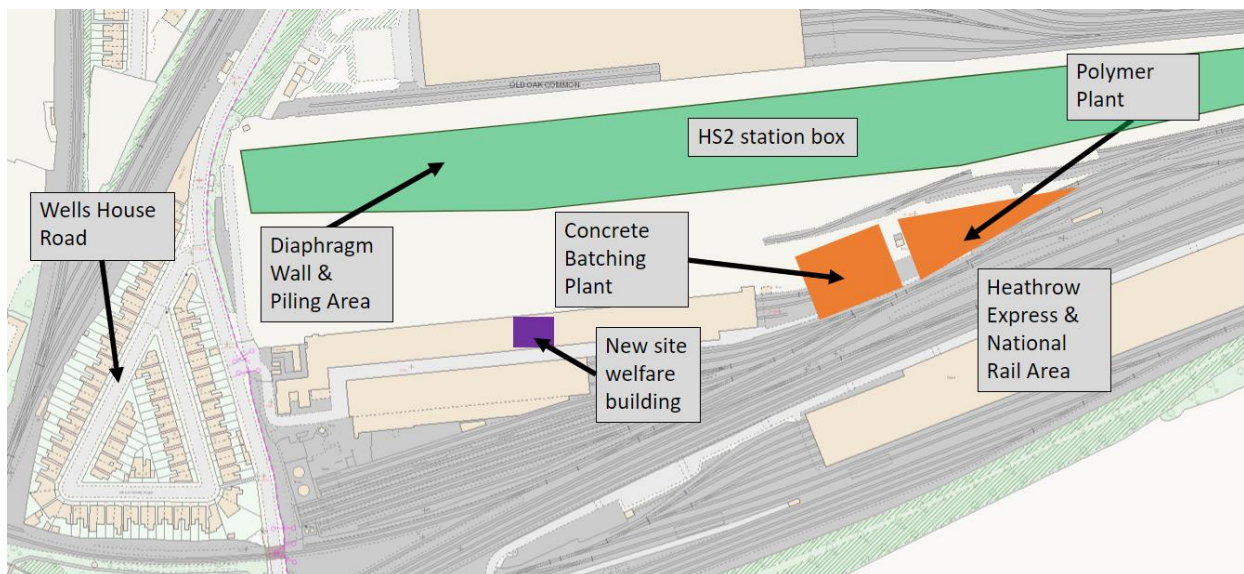 OLD OAK COMMON
Polymer
Plant
HS2 station box
Wells House
Road
Diaphragm
Wall &
Piling Area
Concrete
Batching
Plant
Heathrow
Express &
National
Rail Area
New site
welfare
building